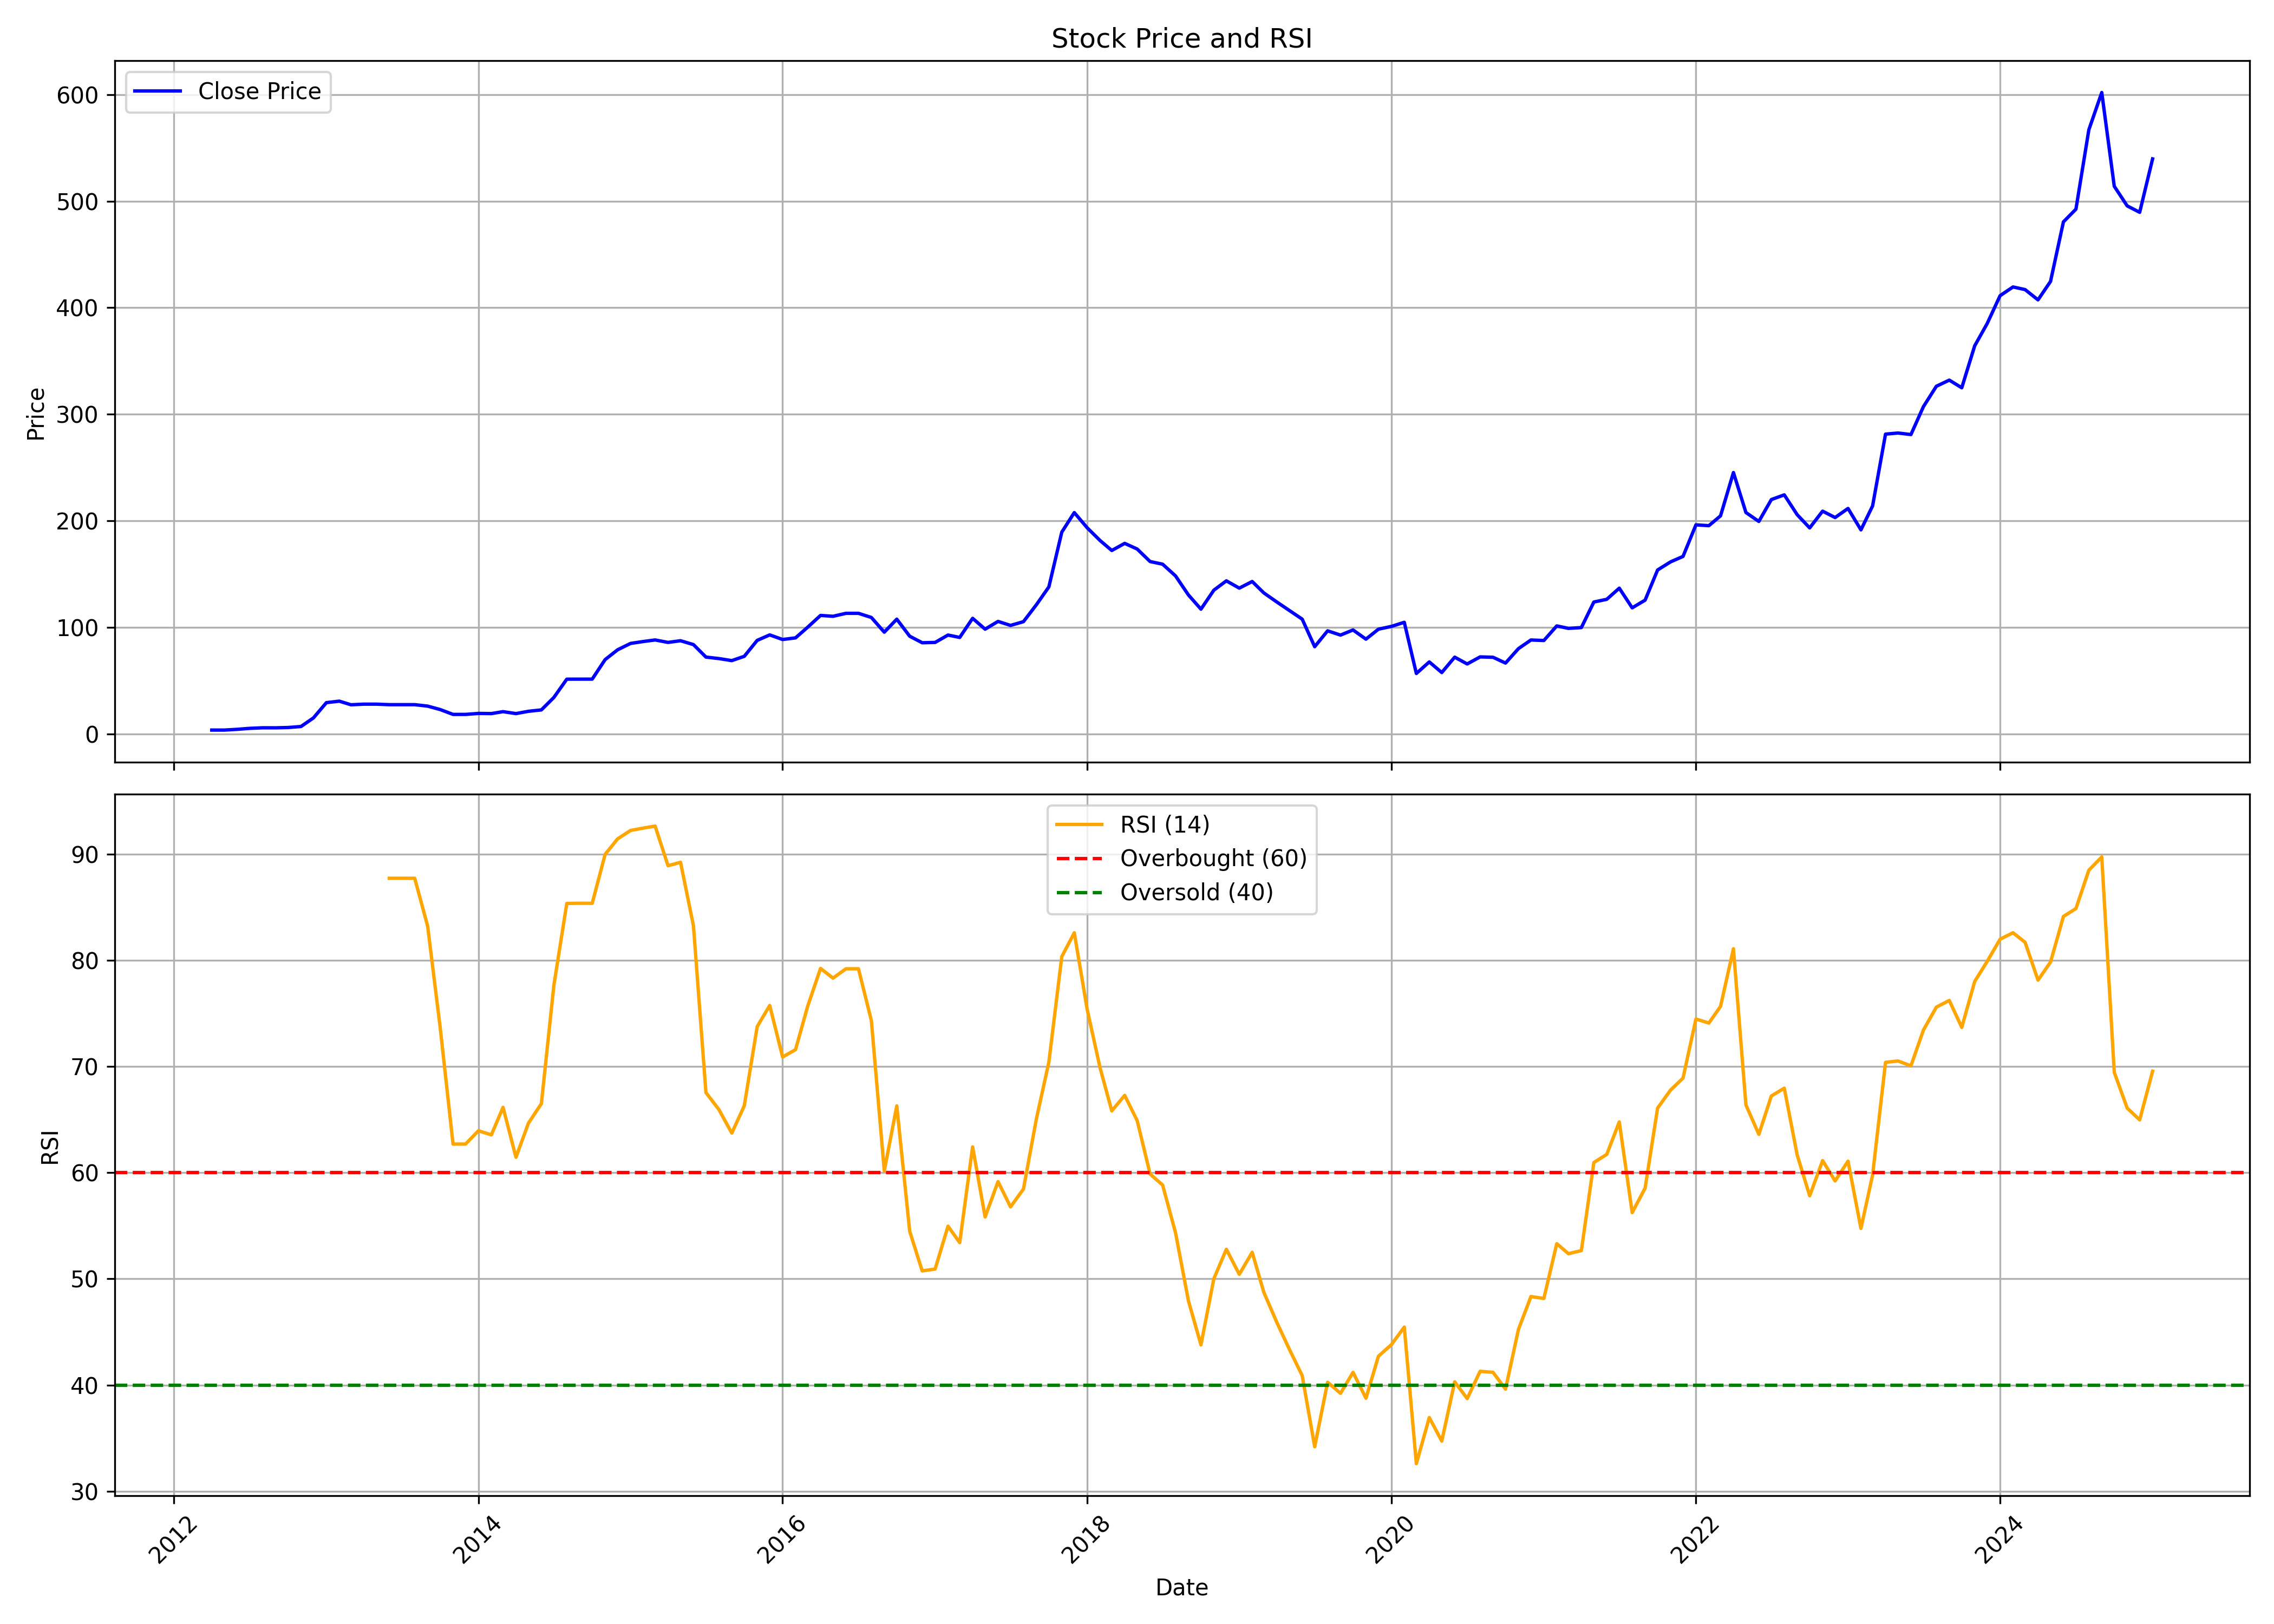 Stock Price and RSI
Close Price
600
500
400
300
200
100
0
Price
RSI (14)
Overbought (60)
Oversold (40)
90
80
70
60
50
40
30
RSI
2012
2014
2016
2018
2020
2022
2024
Date